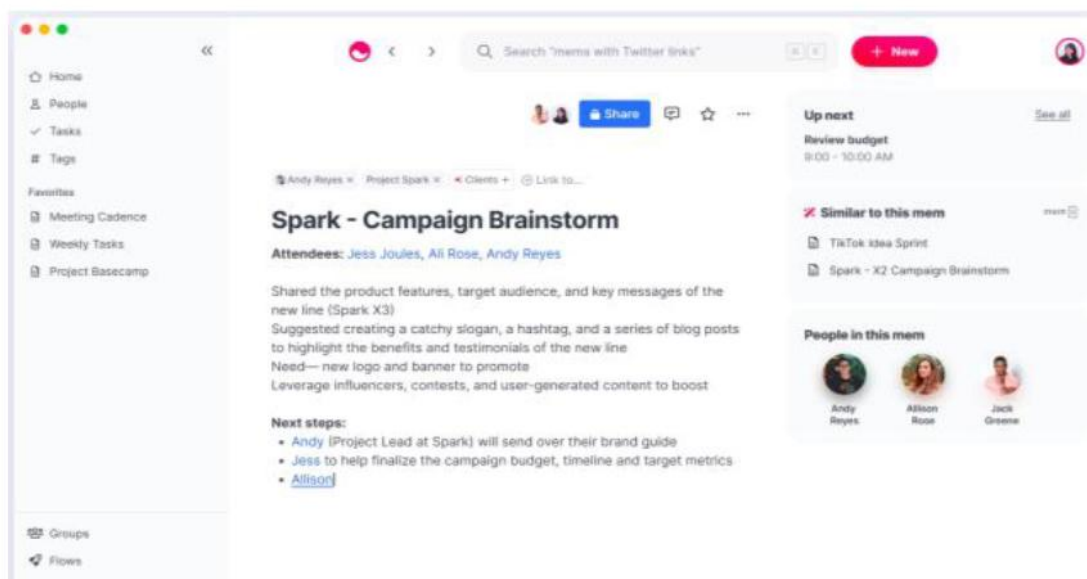 Search "mems with Twitter links"
+ New
Home
People
Tasks
# Tags
Favorites
Meeting Cadence
Weekly Tasks
Project Basecamp
Groups
Flows
Share
Andy Reyes × Project Spark × Clients + Link to...
Spark - Campaign Brainstorm
Attendees: Jess Joules, Ali Rose, Andy Reyes
Shared the product features, target audience, and key messages of the
new line (Spark X3)
Suggested creating a catchy slogan, a hashtag, and a series of blog posts
to highlight the benefits and testimonials of the new line
Need— new logo and banner to promote
Leverage influencers, contests, and user-generated content to boost
Next steps:
• Andy (Project Lead at Spark) will send over their brand guide
• Jess to help finalize the campaign budget, timeline and target metrics
• Allison
Up next See all
Review budget
9:00 - 10:00 AM
Similar to this mem more
TikTok Idea Sprint
Spark - X2 Campaign Brainstorm
People in this mem
Andy Reyes
Allison Rose
Jack Greene